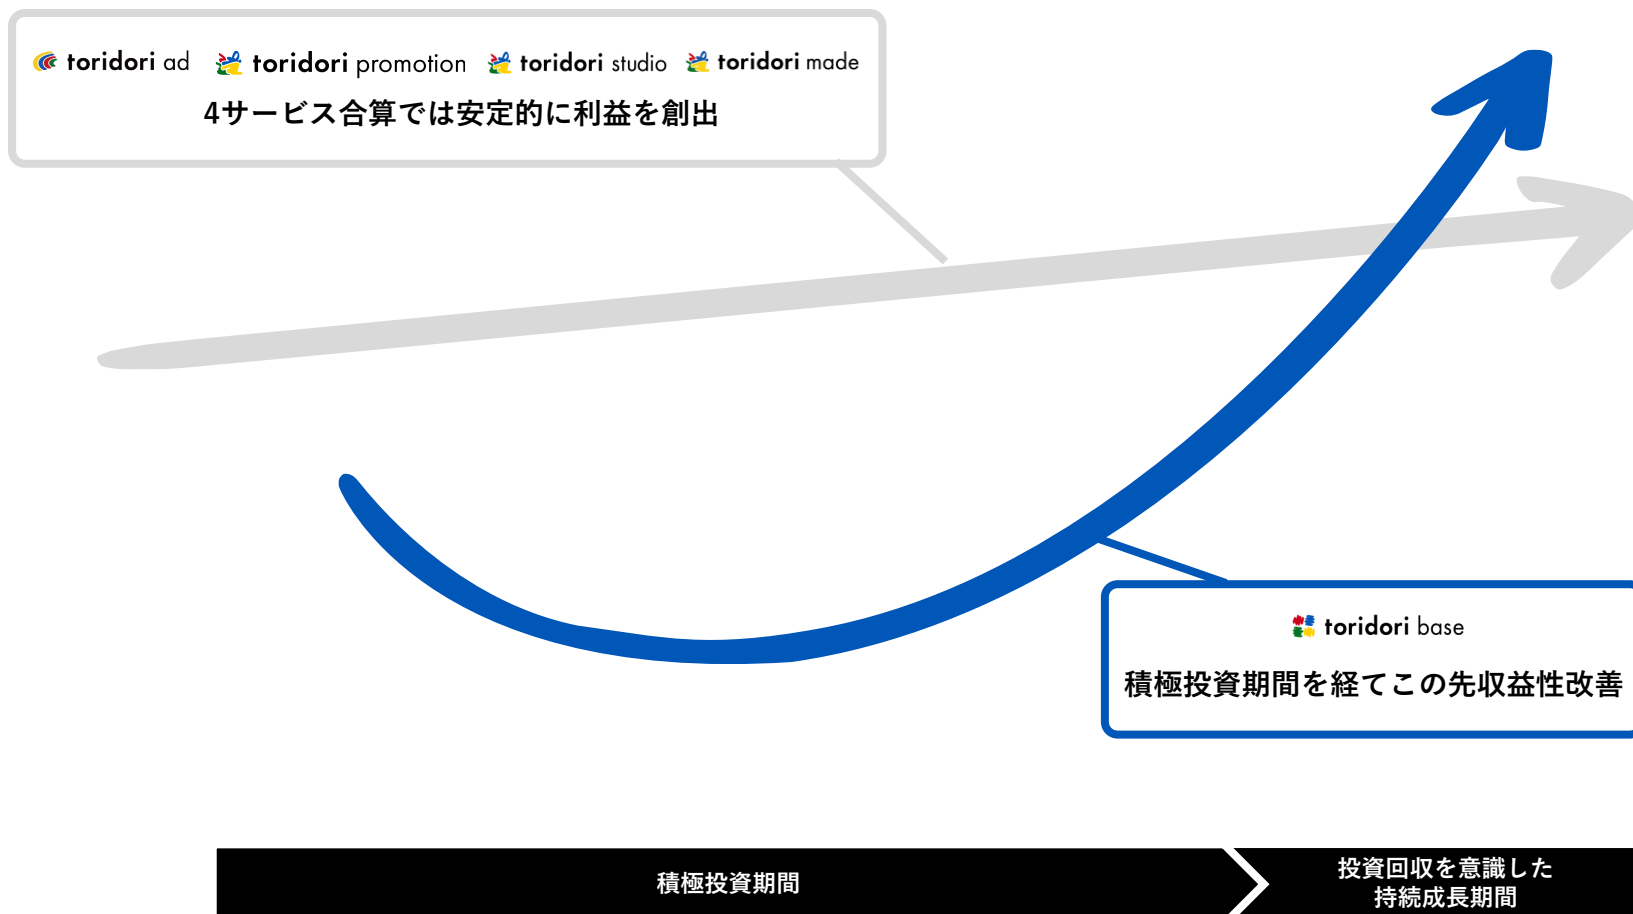 toridori ad toridori promotion toridori studio toridori made
4サービス合算では安定的に利益を創出
toridori base
積極投資期間を経てこの先収益性改善
積極投資期間
投資回収を意識した
持続成長期間